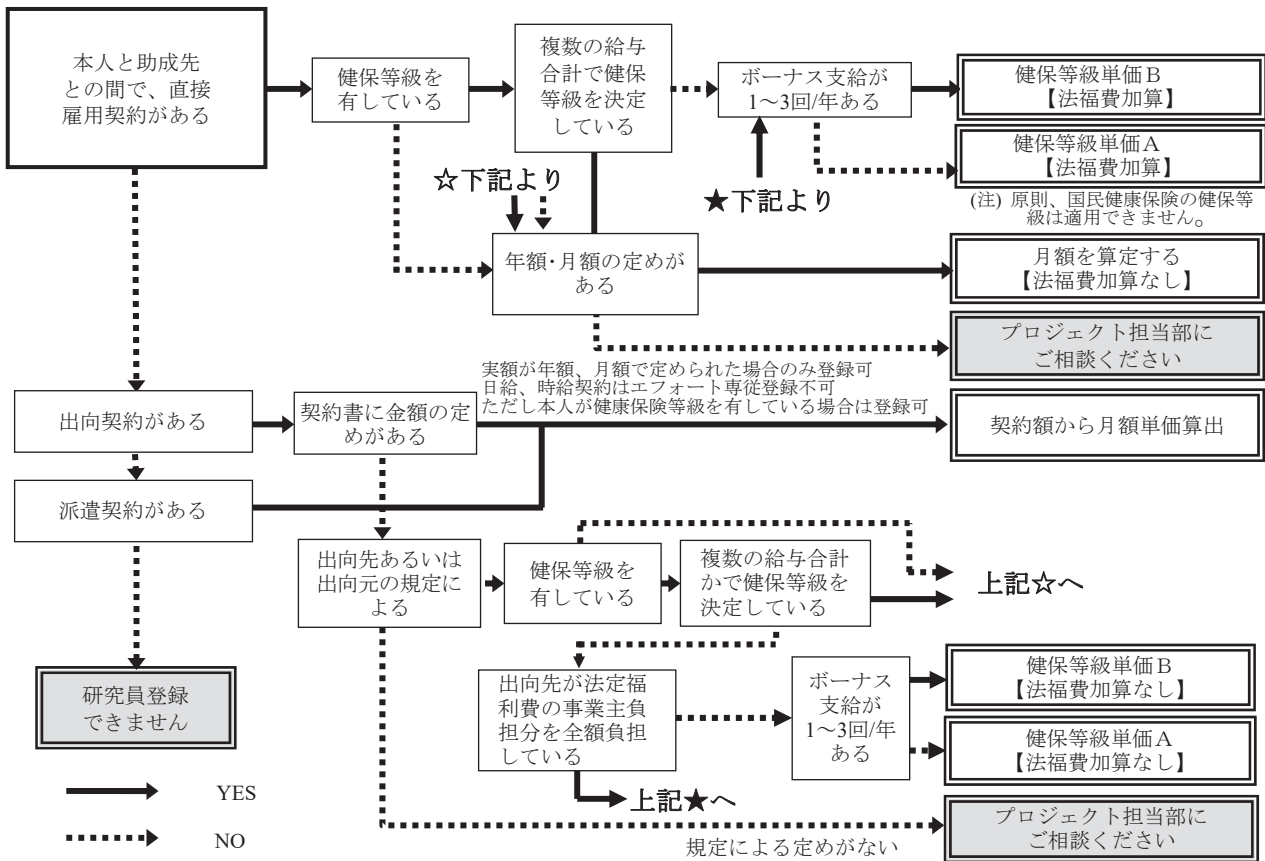 本人と助成先
との間で、直接
雇用契約がある
健保等級を
有している
複数の給与
合計で健保
等級を決定
している
ボーナス支給が
1～3回/年ある
健保等級単価B
【法福費加算】
健保等級単価A
【法福費加算】
(注) 原則、国民健康保険の健保等
級は適用できません。
☆下記より
★下記より
年額・月額の定めが
ある
月額を算定する
【法福費加算なし】
プロジェクト担当部に
ご相談ください
実額が年額、月額で定められた場合のみ登録可
日給、時給契約はエフォート専従登録不可
ただし本人が健康保険等級を有している場合は登録可
出向契約がある
契約書に金額の定
めがある
契約額から月額単価算出
派遣契約がある
出向先あるいは
出向元の規定に
よる
健保等級を
有している
複数の給与合計
かで健保等級を
決定している
上記☆へ
研究員登録
できません
出向先が法定福
利費の事業主負
担分を全額負担
している
ボーナス
支給が
1～3回/年
ある
健保等級単価B
【法福費加算なし】
健保等級単価A
【法福費加算なし】
上記★へ
プロジェクト担当部に
ご相談ください
規定による定めがない
YES
NO